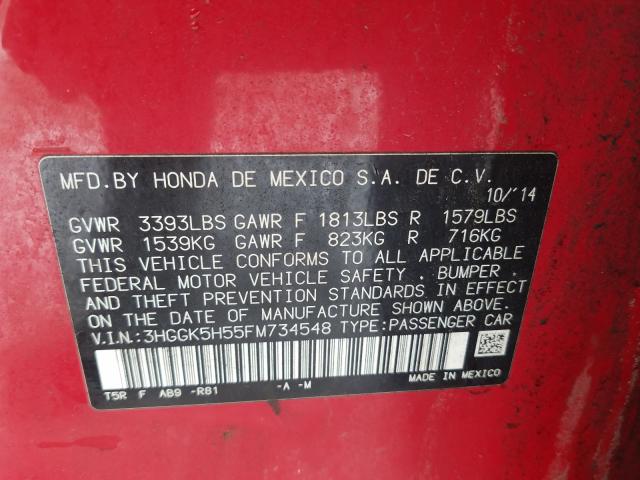 MFD.BY HONDA DE MEXICO S.A. DE C.V.
10/'14
GVWR 3393LBS GAWR F 1813LBS R 1579LBS
GVWR 1539KG GAWR F 823KG R 716KG
THIS VEHICLE CONFORMS TO ALL APPLICABLE
FEDERAL MOTOR VEHICLE SAFETY , BUMPER ,
AND THEFT PREVENTION STANDARDS IN EFFECT
ON THE DATE OF MANUFACTURE SHOWN ABOVE.
V.I.N.:3HGGK5H55FM734548 TYPE:PASSENGER CAR
T5R F AB9 -R81 -A -M
MADE IN MEXICO